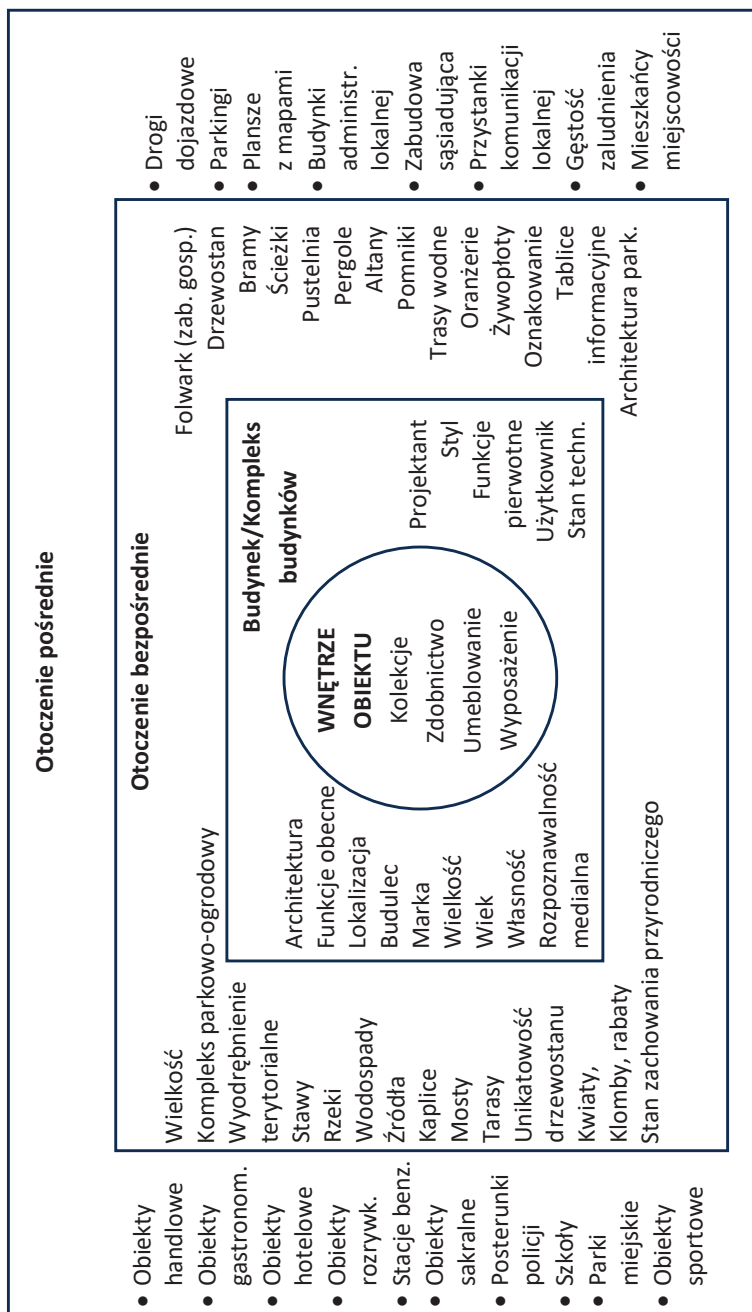 Otoczenie pośrednie
• Obiekty
handlowe
• Obiekty
gastronom.
• Obiekty
hotelowe
• Obiekty
rozrywk.
• Stacje benz.
• Obiekty
sakralne
• Posterunki
policji
• Szkoły
• Parki
miejskie
• Obiekty
sportowe
Otoczenie bezpośrednie
Wielkość
Kompleks parkowo-ogrodowy
Wyodrębnienie
terytorialne
Stawy
Rzeki
Wodospady
Źródła
Kaplice
Mosty
Tarasy
Unikatowość
drzewostanu
Kwiaty,
Klomby, rabaty
Stan zachowania przyrodniczego
Budynek/Kompleks
budynków
Architektura
Funkcje obecne
Lokalizacja
Budulec
Marka
Wielkość
Wiek
Własność
Rozpoznawalność
medialna
WNĘTRZE
OBIEKTU
Kolekcje
Zdobnictwo
Umeblowanie
Wyposażenie
Projektant
Styl
Funkcje
pierwotne
Użytkownik
Stan techn.
Folwark (zab. gosp.)
Drzewostan
Bramy
Ścieżki
Pustelnia
Pergole
Altany
Pomniki
Trasy wodne
Oranżerie
Żywopłoty
Oznakowanie
Tablice
informacyjne
Architektura park.
• Drogi
dojazdowe
• Parkingi
• Plansze
z mapami
• Budynki
administr.
lokalnej
• Zabudowa
sąsiadująca
• Przystanki
komunikacji
lokalnej
• Gęstość
zaludnienia
• Mieszkańcy
miejscowości